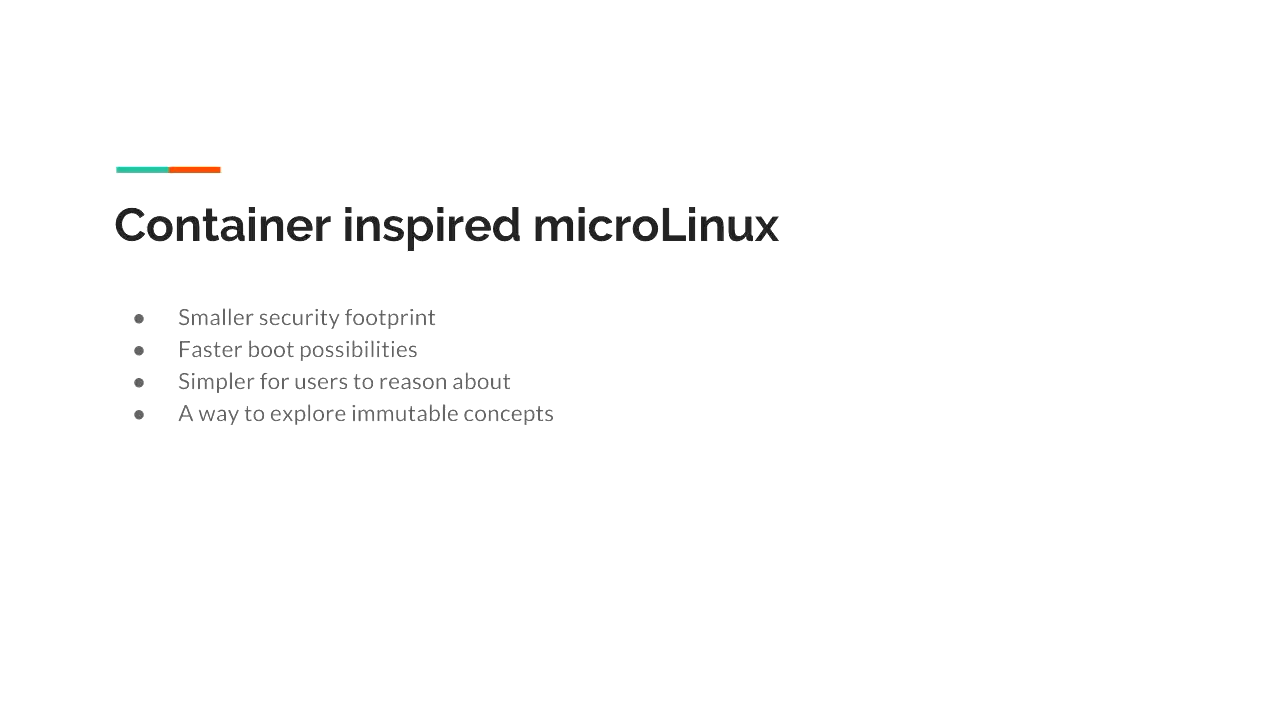 Container inspired microLinux
● Smaller security footprint
● Faster boot possibilities
● Simpler for users to reason about
● A way to explore immutable concepts